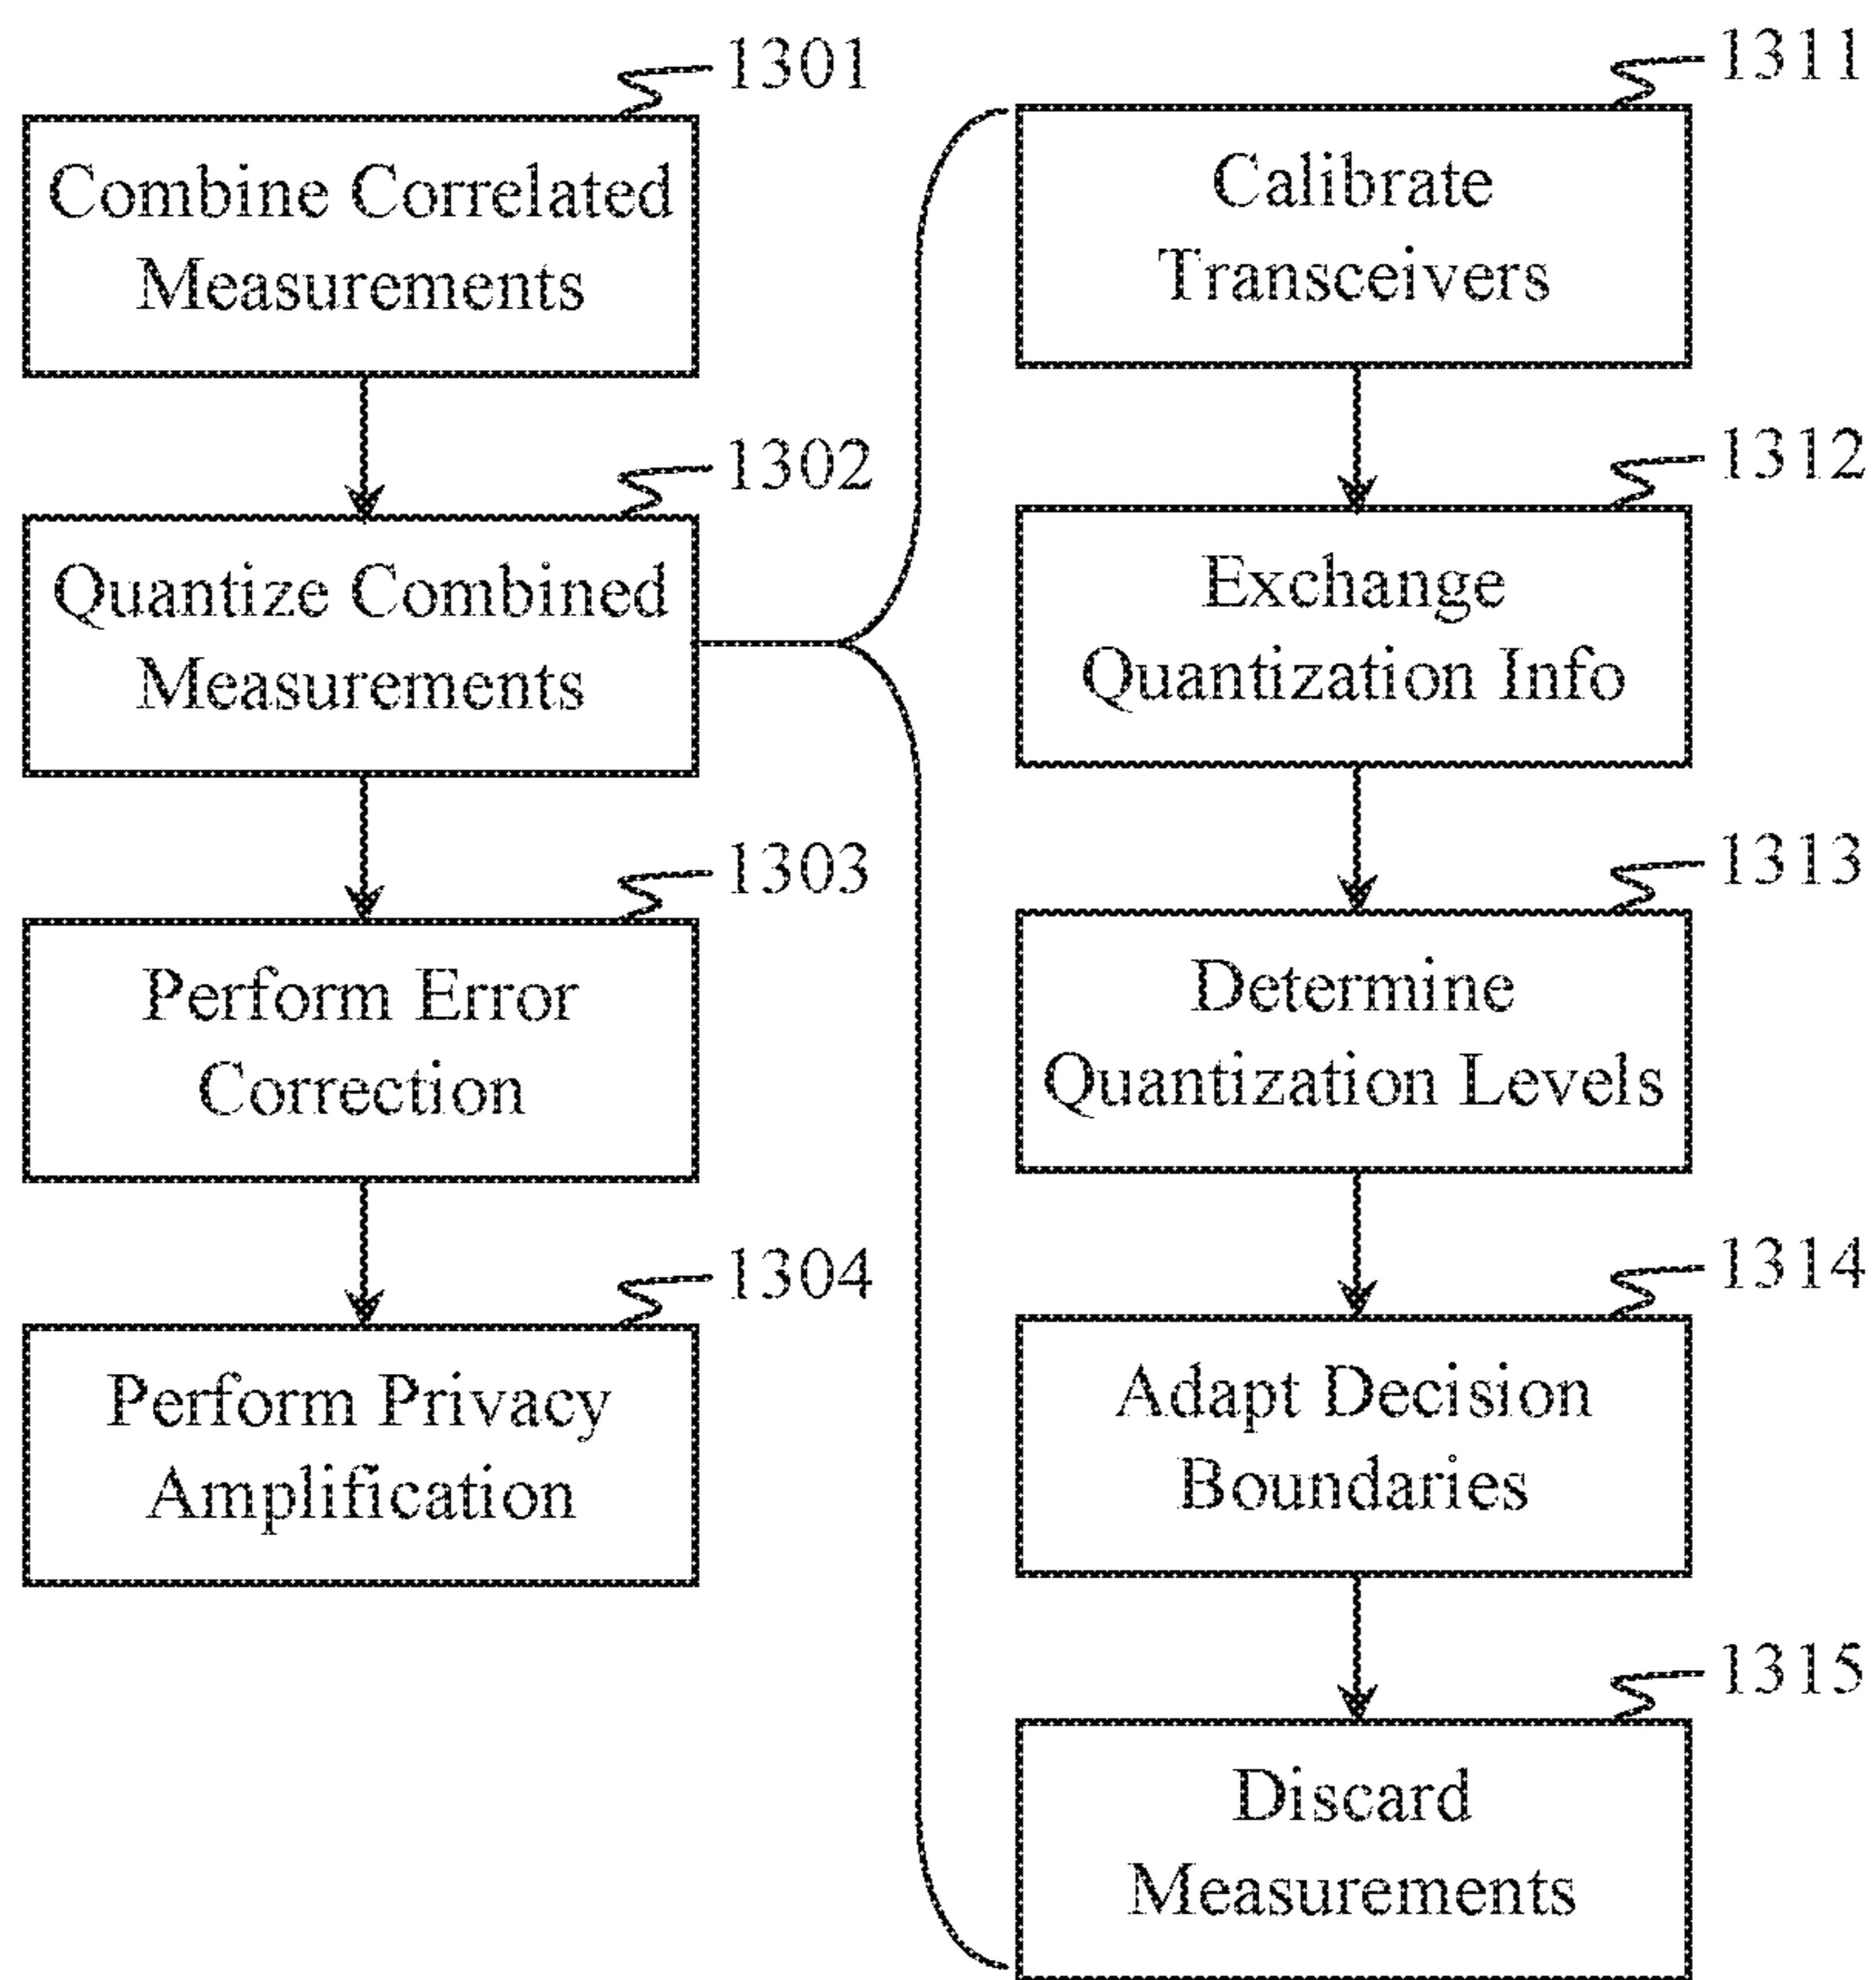 1301
Combine Correlated
Measurements
1302
Quantize Combined
Measurements
1303
Perform Error
Correction
1304
Perform Privacy
Amplification
1311
Calibrate
Transceivers
1312
Exchange
Quantization Info
1313
Determine
Quantization Levels
1314
Adapt Decision
Boundaries
1315
Discard
Measurements